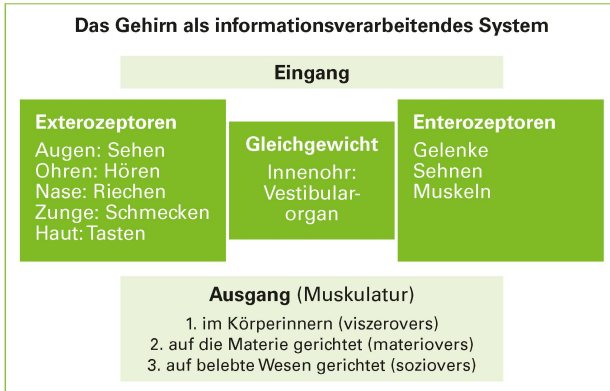 Das Gehirn als informationsverarbeitendes System
Eingang
Exterozeptoren
Augen: Sehen
Ohren: Hören
Nase: Riechen
Zunge: Schmecken
Haut: Tasten
Gleichgewicht
Innenohr:
Vestibular-
organ
Enterozeptoren
Gelenke
Sehnen
Muskeln
Ausgang (Muskulatur)
1. im Körperinnern (viszerovers)
2. auf die Materie gerichtet (materiovers)
3. auf belebte Wesen gerichtet (soziovers)